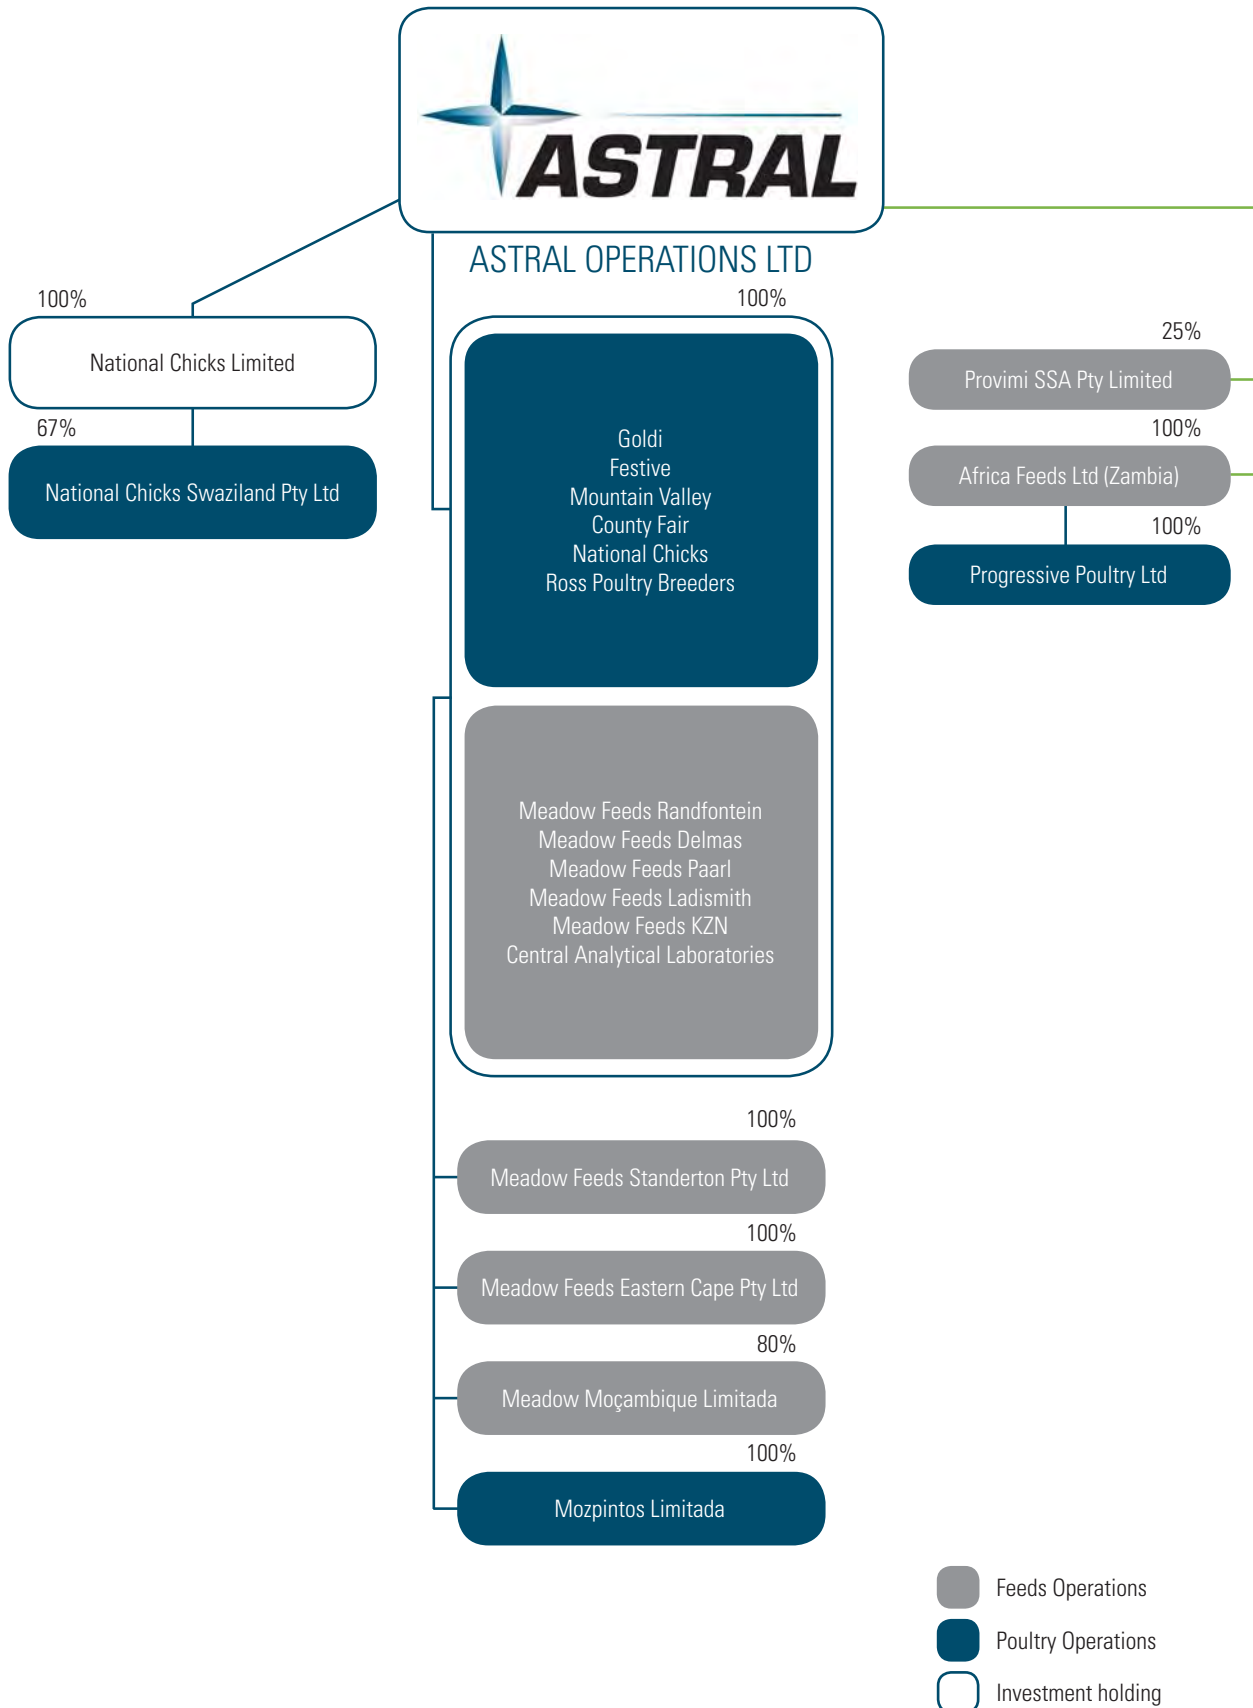 ASTRAL
ASTRAL OPERATIONS LTD
100%
100%
National Chicks Limited
67%
National Chicks Swaziland Pty Ltd
Goldi
Festive
Mountain Valley
County Fair
National Chicks
Ross Poultry Breeders
Meadow Feeds Randfontein
Meadow Feeds Delmas
Meadow Feeds Paarl
Meadow Feeds Ladismith
Meadow Feeds KZN
Central Analytical Laboratories
100%
Meadow Feeds Standerton Pty Ltd
100%
Meadow Feeds Eastern Cape Pty Ltd
80%
Meadow Moçambique Limitada
100%
Mozpintos Limitada
25%
Provimi SSA Pty Limited
100%
Africa Feeds Ltd (Zambia)
100%
Progressive Poultry Ltd
Feeds Operations
Poultry Operations
Investment holding